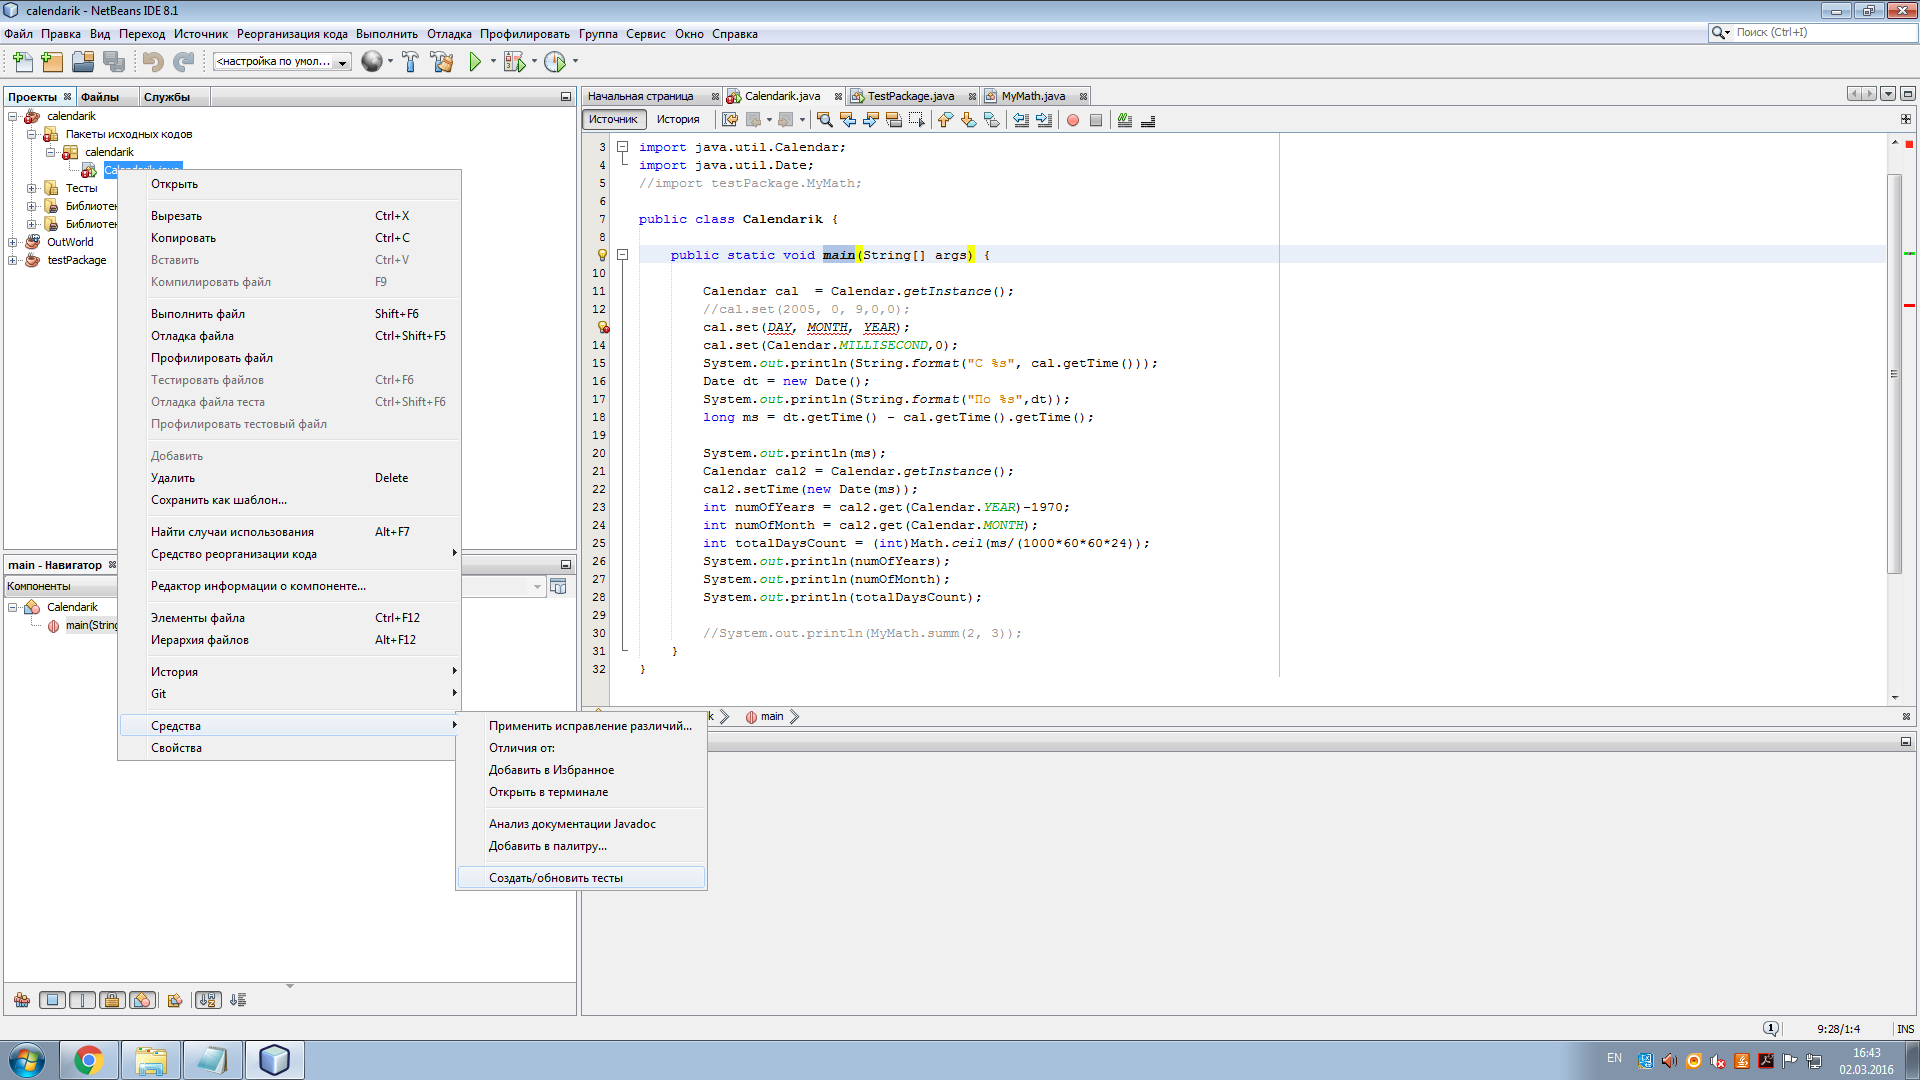 calendarik - NetBeans IDE 8.1
Файл Правка Вид Переход Источник Реорганизация кода Выполнить Отладка Профилировать Группа Сервис Окно Справка
Поиск (Ctrl+I)
<настройка по умол...
Проекты Файлы Службы
calendarik
Пакеты исходных кодов
calendarik
Calendarik.java
Тесты
Библиотек
Библиотек
OutWorld
testPackage
Открыть
Вырезать Ctrl+X
Копировать Ctrl+C
Вставить Ctrl+V
Компилировать файл F9
Выполнить файл Shift+F6
Отладка файла Ctrl+Shift+F5
Профилировать файл
Тестировать файлов Ctrl+F6
Отладка файла теста Ctrl+Shift+F6
Профилировать тестовый файл
Добавить
Удалить Delete
Сохранить как шаблон...
Найти случаи использования Alt+F7
Средство реорганизации кода
Редактор информации о компоненте...
Элементы файла Ctrl+F12
Иерархия файлов Alt+F12
История
Git
Средства
Свойства
Применить исправление различий...
Отличия от:
Добавить в Избранное
Открыть в терминале
Анализ документации Javadoc
Добавить в палитру...
Создать/обновить тесты
main - Навигатор
Компоненты
Calendarik
main(String
Начальная страница Calendarik.java TestPackage.java MyMath.java
Источник История
3 import java.util.Calendar;
4 import java.util.Date;
5 //import testPackage.MyMath;
6
7 public class Calendarik {
8
public static void main(String[] args) {
10
11 Calendar cal  = Calendar.getInstance();
12 //cal.set(2005, 0, 9,0,0);
cal.set(DAY, MONTH, YEAR);
14 cal.set(Calendar.MILLISECOND,0);
15 System.out.println(String.format("С %s", cal.getTime()));
16 Date dt = new Date();
17 System.out.println(String.format("По %s",dt));
18 long ms = dt.getTime() - cal.getTime().getTime();
19
20 System.out.println(ms);
21 Calendar cal2 = Calendar.getInstance();
22 cal2.setTime(new Date(ms));
23 int numOfYears = cal2.get(Calendar.YEAR)-1970;
24 int numOfMonth = cal2.get(Calendar.MONTH);
25 int totalDaysCount = (int)Math.ceil(ms/(1000*60*60*24));
26 System.out.println(numOfYears);
27 System.out.println(numOfMonth);
28 System.out.println(totalDaysCount);
29
30 //System.out.println(MyMath.summ(2, 3));
31 }
32 }
k main
1 9:28/1:4 INS
EN 16:43
02.03.2016